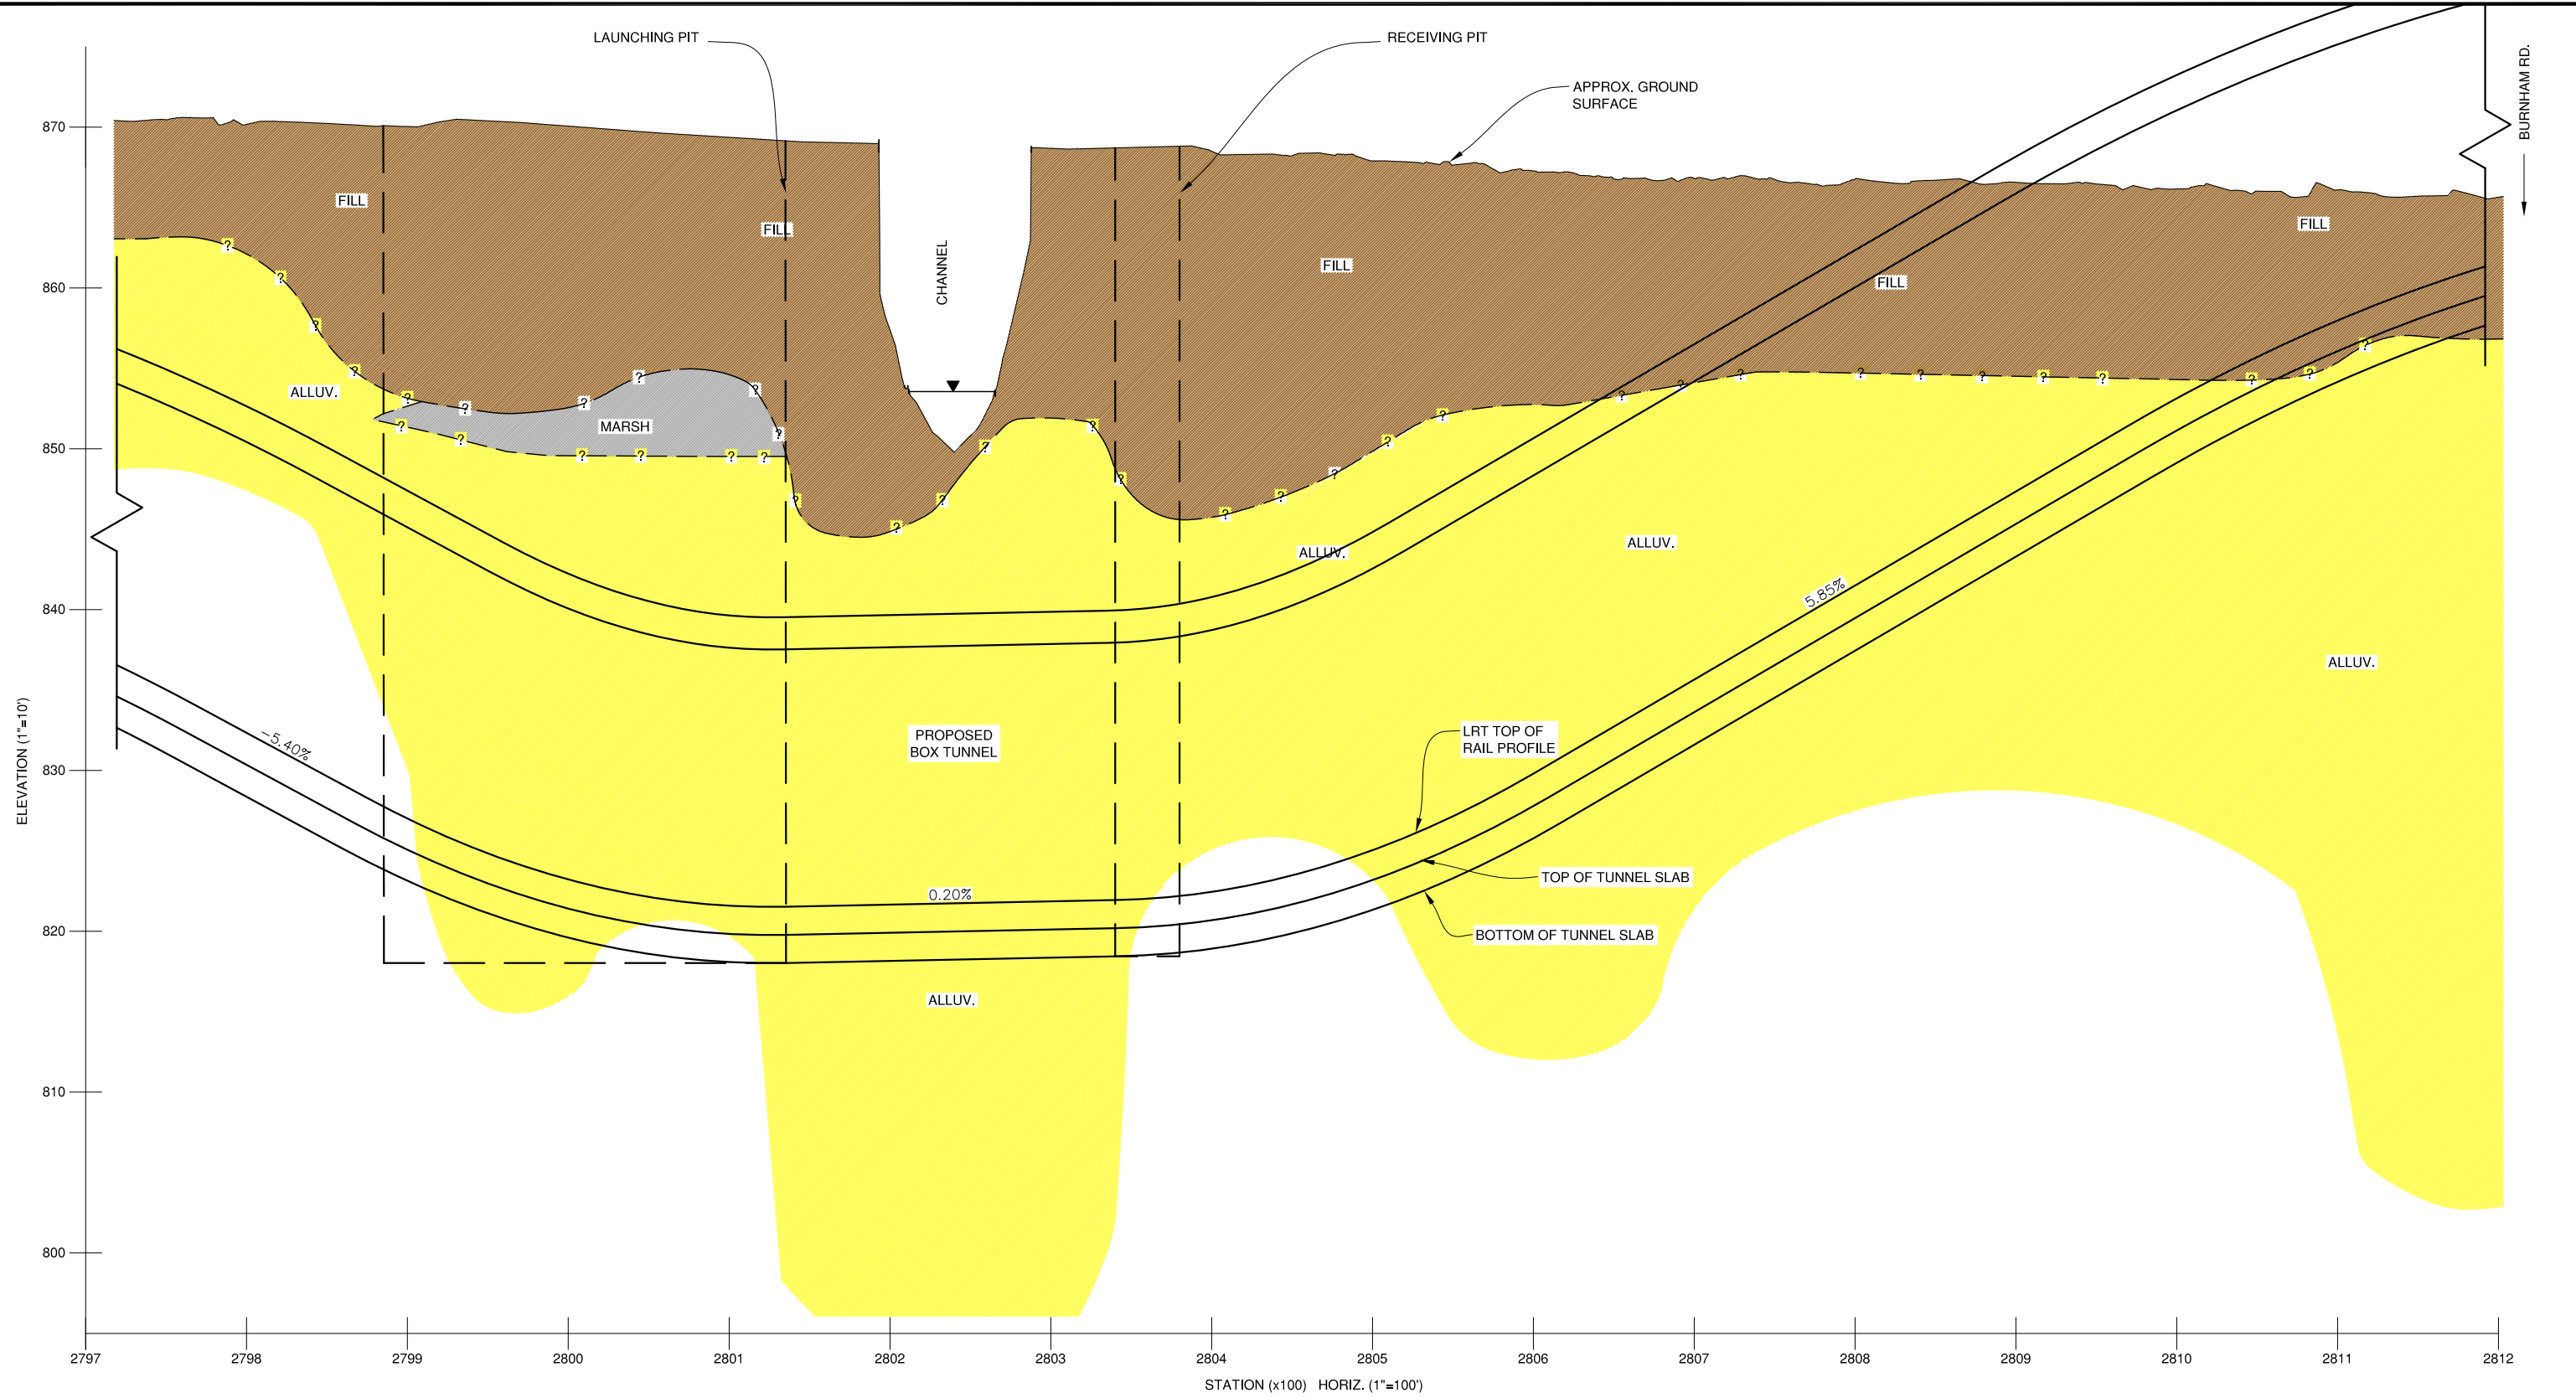 LAUNCHING PIT
RECEIVING PIT
APPROX. GROUND
SURFACE
BURNHAM RD.
870
FILL
FILL
FILL
FILL
FILL
CHANNEL
860
ALLUV.
? ? ? ? ? ? ? ? ? ? ? ? ? ? ? ? ? ? ? ? ? ? ? ? ? ? ? ? ? ? ? ? ? ? ? ?
MARSH
850
ALLUV.
ALLUV.
840
5.85%
ALLUV.
ELEVATION (1"=10')
-5.40%
PROPOSED
BOX TUNNEL
LRT TOP OF
RAIL PROFILE
830
0.20%
TOP OF TUNNEL SLAB
820
BOTTOM OF TUNNEL SLAB
ALLUV.
810
800
2797 2798 2799 2800 2801 2802 2803 2804 2805 2806 2807 2808 2809 2810 2811 2812
STATION (x100) HORIZ. (1"=100')